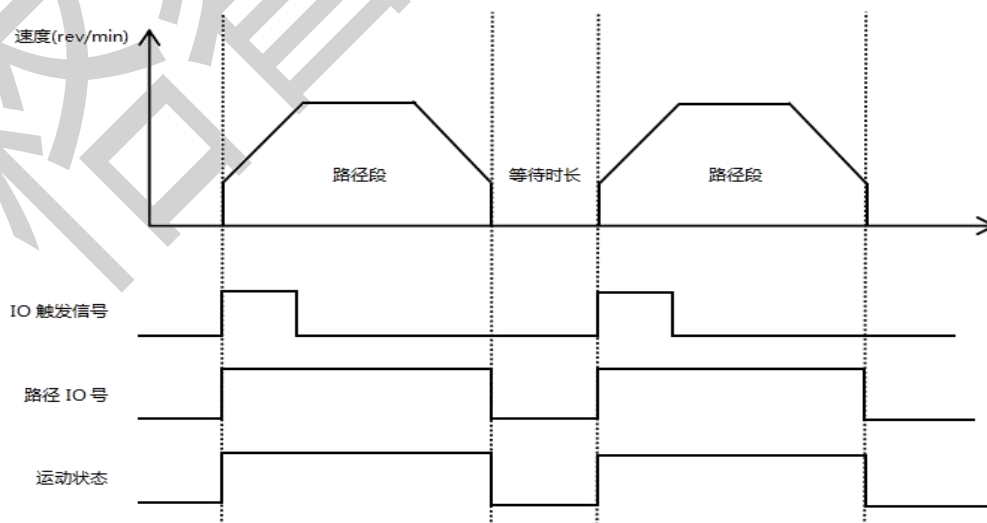 速度(rev/min)
路径段
等待时长
路径段
IO 触发信号
路径 IO 号
运动状态